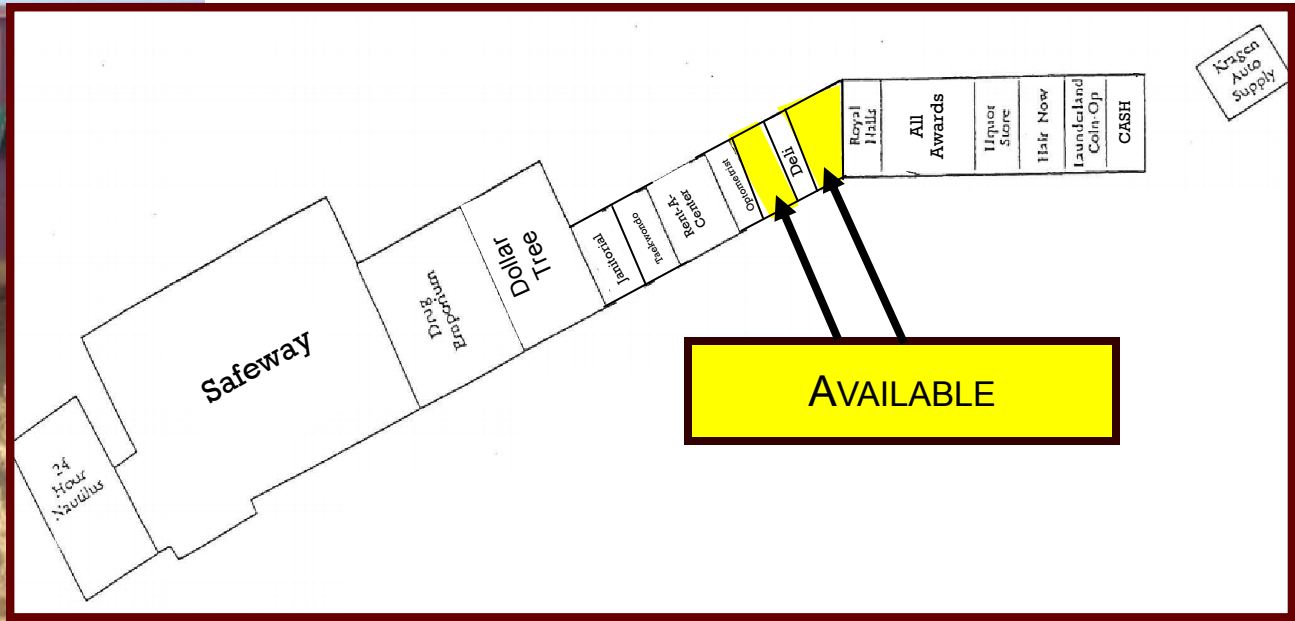 24
Hour
Nautilus
Safeway
Drug
Emporium
Dollar
Tree
Janitorial
Taekwondo
Rent-A-
Center
Optometrist
Deli
Royal
Nails
All
Awards
Liquor
Store
Hair Now
Launderland
Coin-Op
CASH
Kragen
Auto
Supply
AVAILABLE